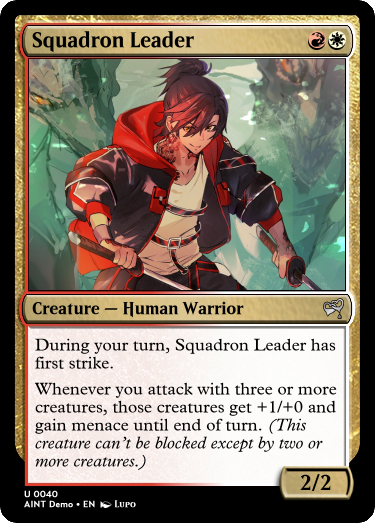 Squadron Leader
Creature — Human Warrior
During your turn, Squadron Leader has
first strike.
Whenever you attack with three or more
creatures, those creatures get +1/+0 and
gain menace until end of turn. (This
creature can't be blocked except by two or
more creatures.)
2/2
U 0040
AINT Demo • EN Lupo